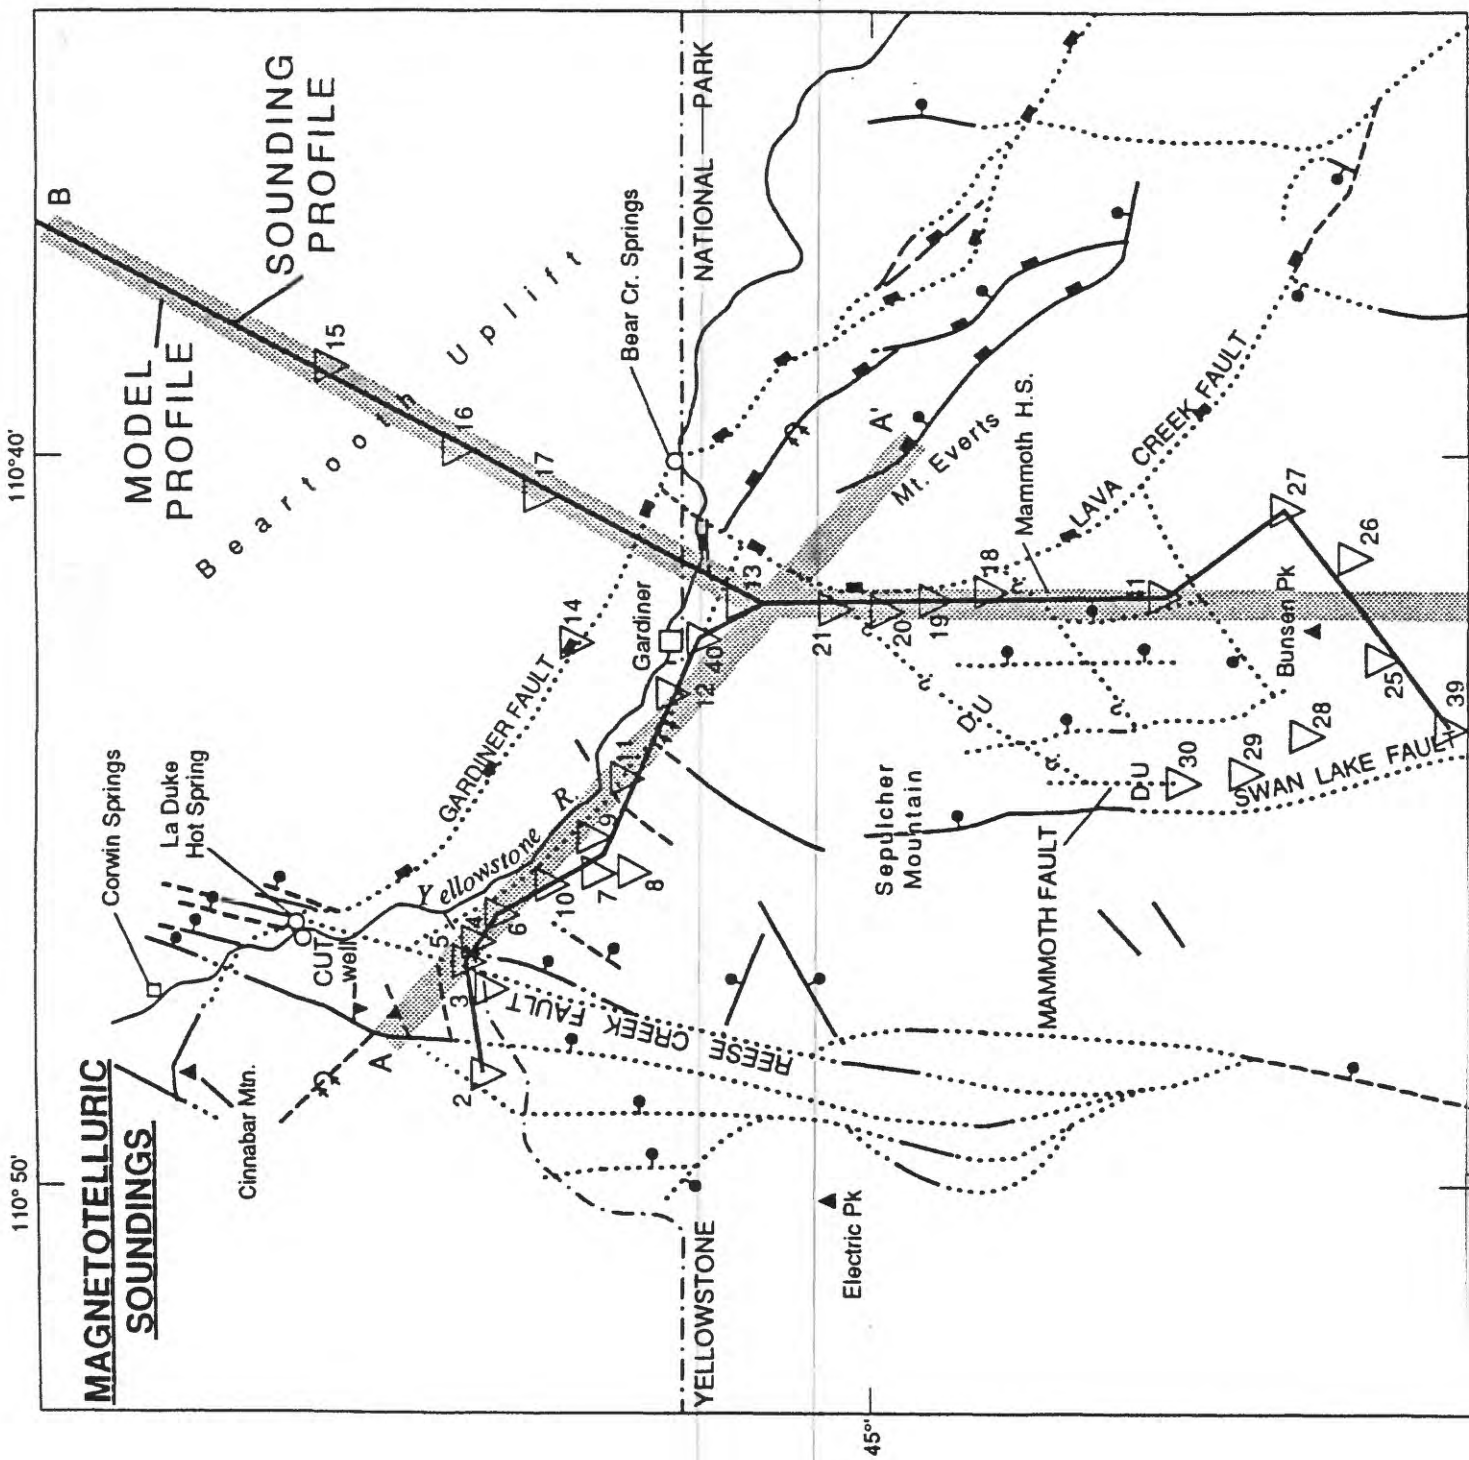 MAGNETOTELLURIC
SOUNDINGS
110° 50'
110°40'
45°'
MODEL
PROFILE
SOUNDING
PROFILE
B
15
16
17
Beartooth Uplift
Corwin Springs
La Duke
Hot Spring
CUT
well
Cinnabar Mtn.
A
GARDINER FAULT
14
Gardiner
Bear Cr. Springs
YELLOWSTONE
NATIONAL
PARK
Yellowstone R.
2
3
4
5
6
10
7
8
9
11
12
40
13
A'
Mt. Everts
Mammoth H.S.
LAVA CREEK FAULT
21
20
19
18
1
27
26
Bunsen Pk
25
39
28
29
30
D U
D U
SWAN LAKE FAULT
MAMMOTH FAULT
Sepulcher
Mountain
REESE CREEK FAULT
Electric Pk